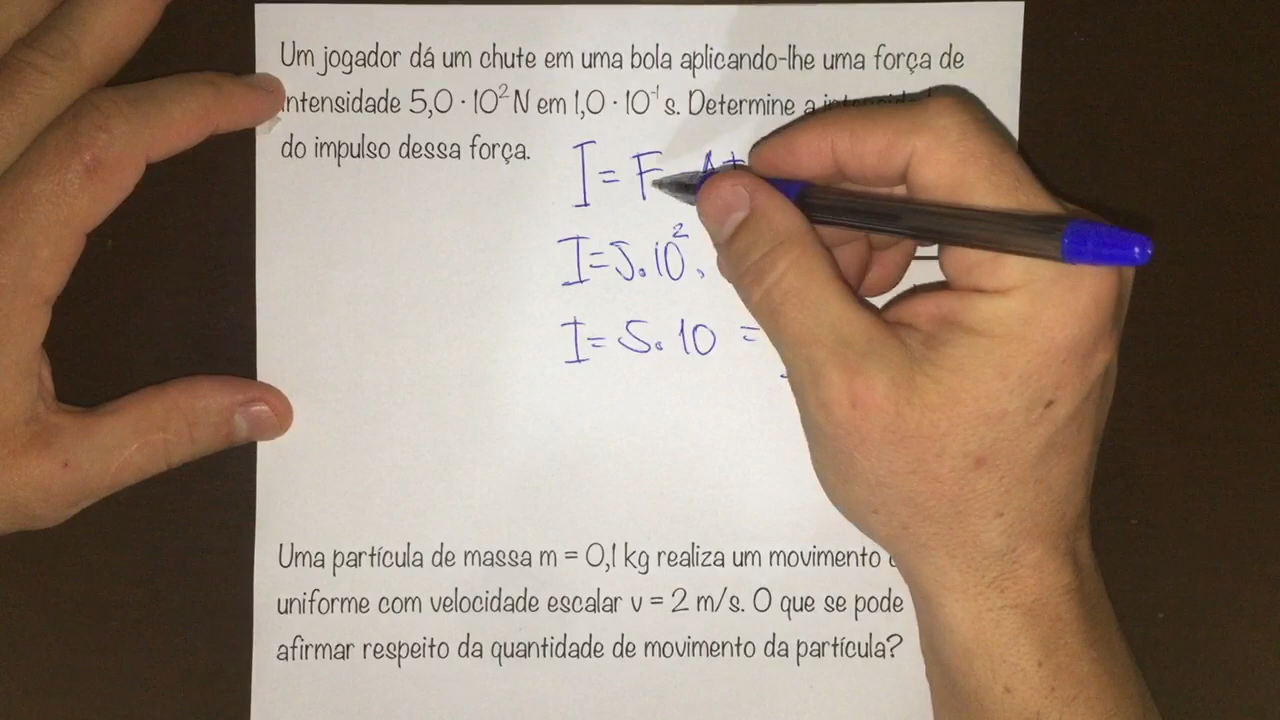 Um jogador dá um chute em uma bola aplicando-lhe uma força de
intensidade 5,0 · 10² N em 1,0 · 10⁻¹ s. Determine a
do impulso dessa força.
I = F Δt
I = 5.10².
I = 5.10 =
Uma partícula de massa m = 0,1 kg realiza um movimento
uniforme com velocidade escalar v = 2 m/s. O que se pode
afirmar respeito da quantidade de movimento da partícula?